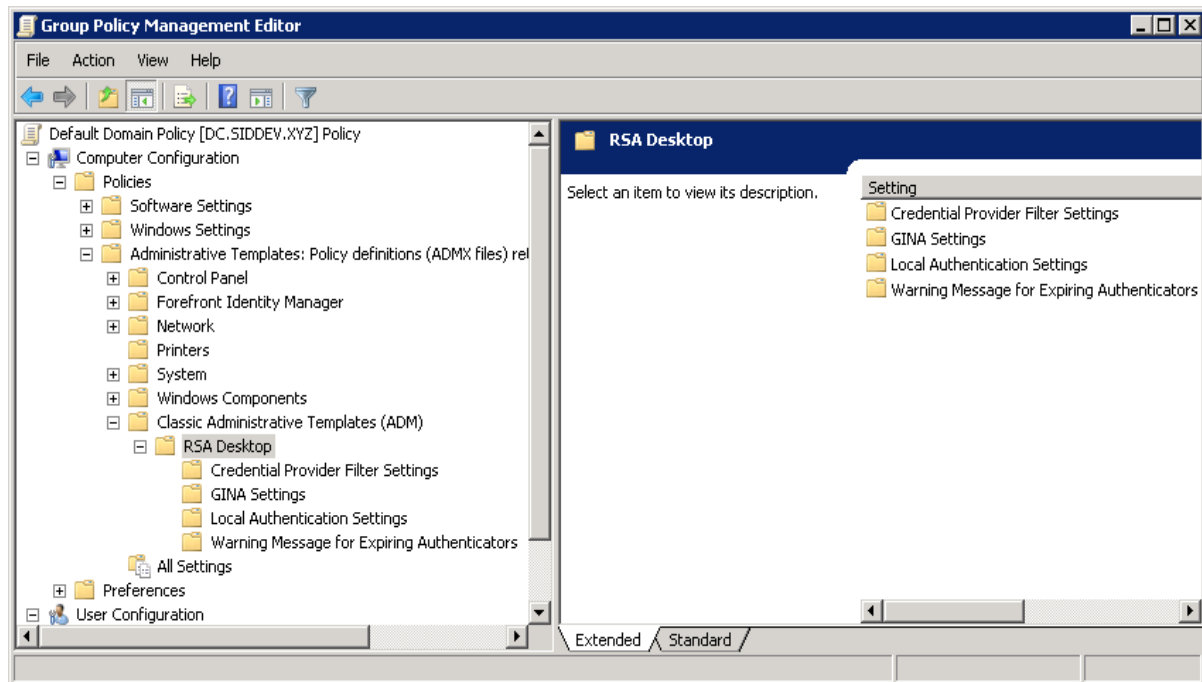 Group Policy Management Editor
File Action View Help
Default Domain Policy [DC.SIDDEV.XYZ] Policy
Computer Configuration
Policies
Software Settings
Windows Settings
Administrative Templates: Policy definitions (ADMX files) rel
Control Panel
Forefront Identity Manager
Network
Printers
System
Windows Components
Classic Administrative Templates (ADM)
RSA Desktop
Credential Provider Filter Settings
GINA Settings
Local Authentication Settings
Warning Message for Expiring Authenticators
All Settings
Preferences
User Configuration
RSA Desktop
Select an item to view its description.
Setting
Credential Provider Filter Settings
GINA Settings
Local Authentication Settings
Warning Message for Expiring Authenticators
Extended Standard